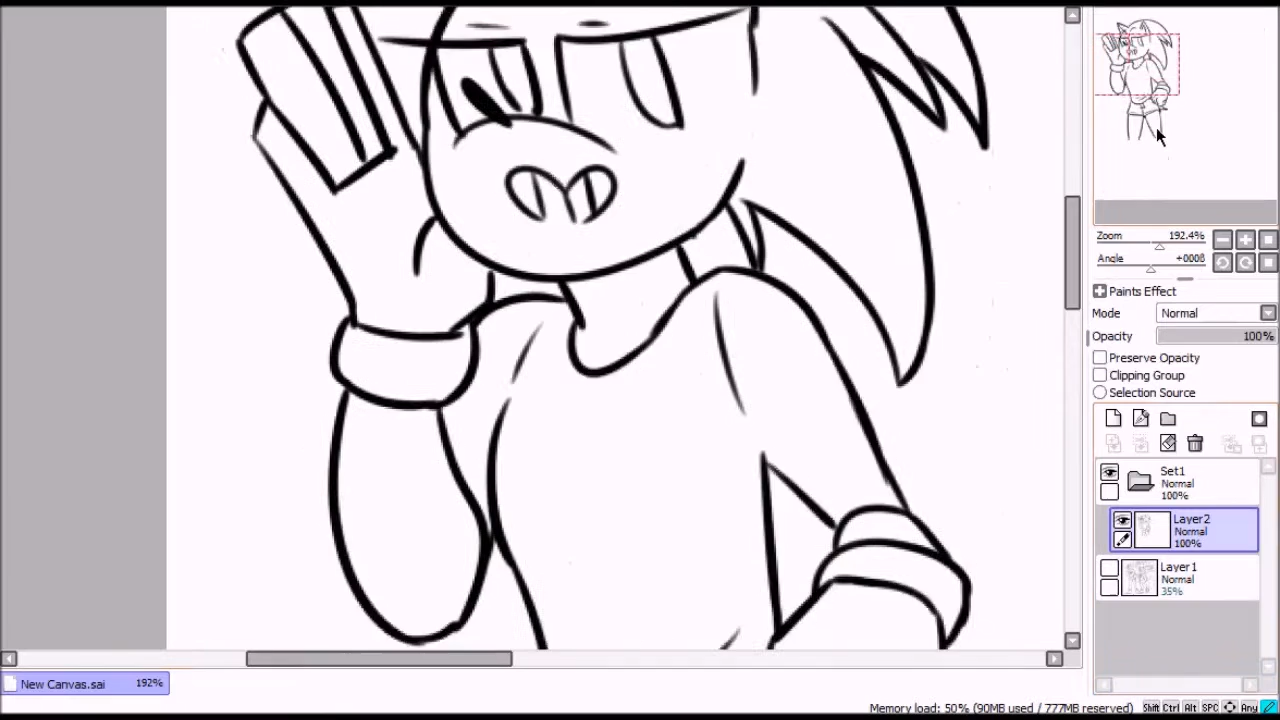 Zoom 192.4%
Angle +0008
Paints Effect
Mode Normal
Opacity 100%
Preserve Opacity
Clipping Group
Selection Source
Set1
Normal
100%
Layer2
Normal
100%
Layer1
Normal
35%
New Canvas.sai 192%
Memory load: 50% (90MB used / 777MB reserved) Shift Ctrl Alt SPC Any